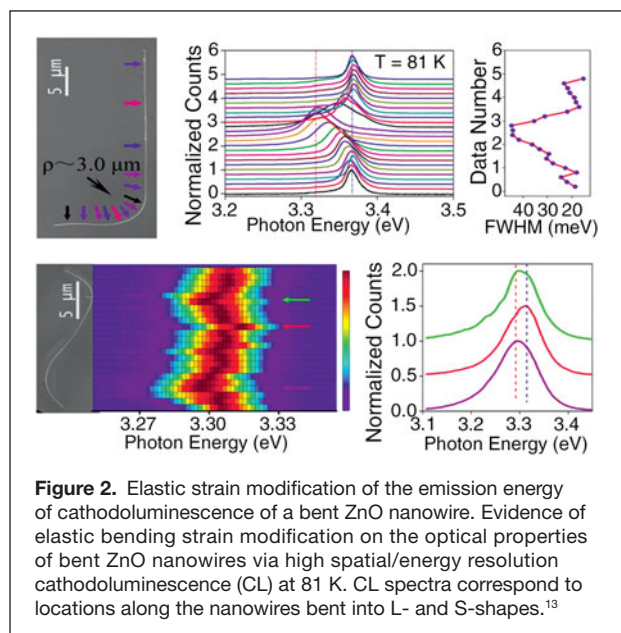 5 µm
ρ~3.0 µm
Normalized Counts
6
5
4
3
2
1
0
T = 81 K
3.2 3.3 3.4 3.5
Photon Energy (eV)
Data Number
6
5
4
3
2
1
0
40 30 20
FWHM (meV)
5 µm
3.27 3.30 3.33
Photon Energy (eV)
Normalized Counts
2.0
1.5
1.0
0.5
0.0
3.1 3.2 3.3 3.4
Photon Energy (eV)
Figure 2. Elastic strain modification of the emission energy
of cathodoluminescence of a bent ZnO nanowire. Evidence of
elastic bending strain modification on the optical properties
of bent ZnO nanowires via high spatial/energy resolution
cathodoluminescence (CL) at 81 K. CL spectra correspond to
locations along the nanowires bent into L- and S-shapes.¹³